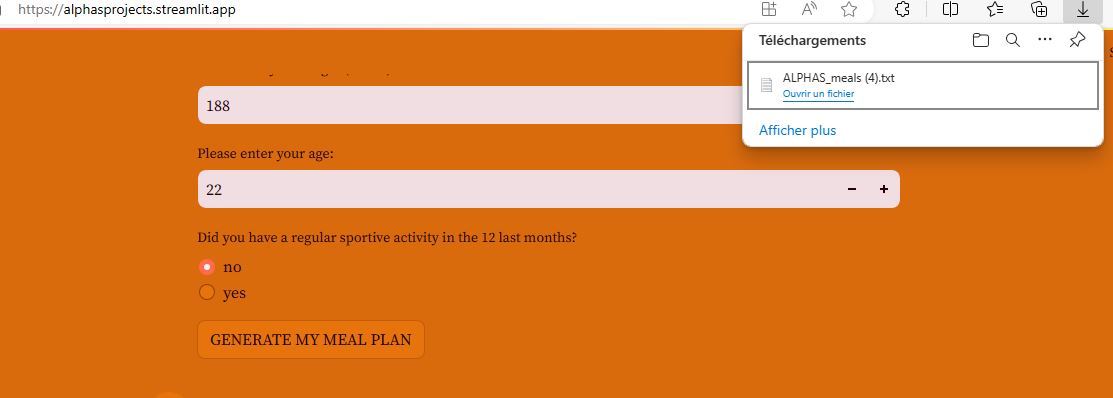 https://alphasprojects.streamlit.app
Téléchargements
ALPHAS_meals (4).txt
Ouvrir un fichier
Afficher plus
188
Please enter your age:
22
Did you have a regular sportive activity in the 12 last months?
no
yes
GENERATE MY MEAL PLAN